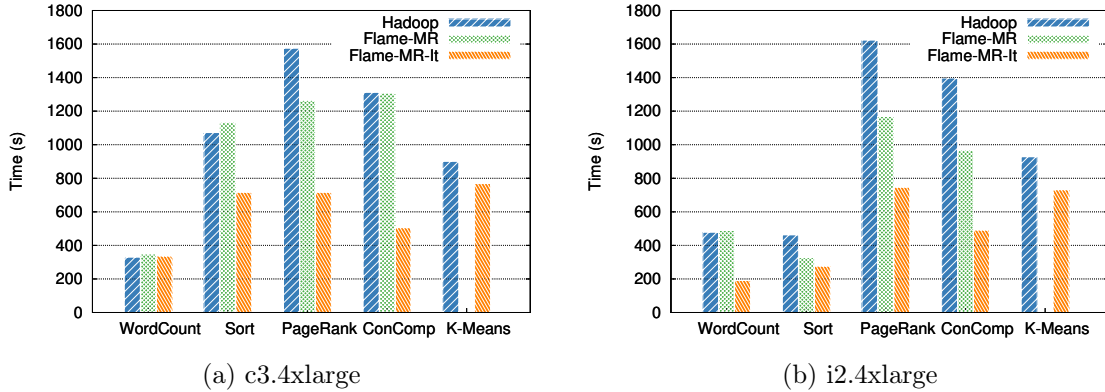 1800
1600
1400
1200
1000
800
600
400
200
0
Time (s)
Hadoop
Flame-MR
Flame-MR-It
WordCount Sort PageRank ConComp K-Means
(a) c3.4xlarge
1800
1600
1400
1200
1000
800
600
400
200
0
Time (s)
Hadoop
Flame-MR
Flame-MR-It
WordCount Sort PageRank ConComp K-Means
(b) i2.4xlarge